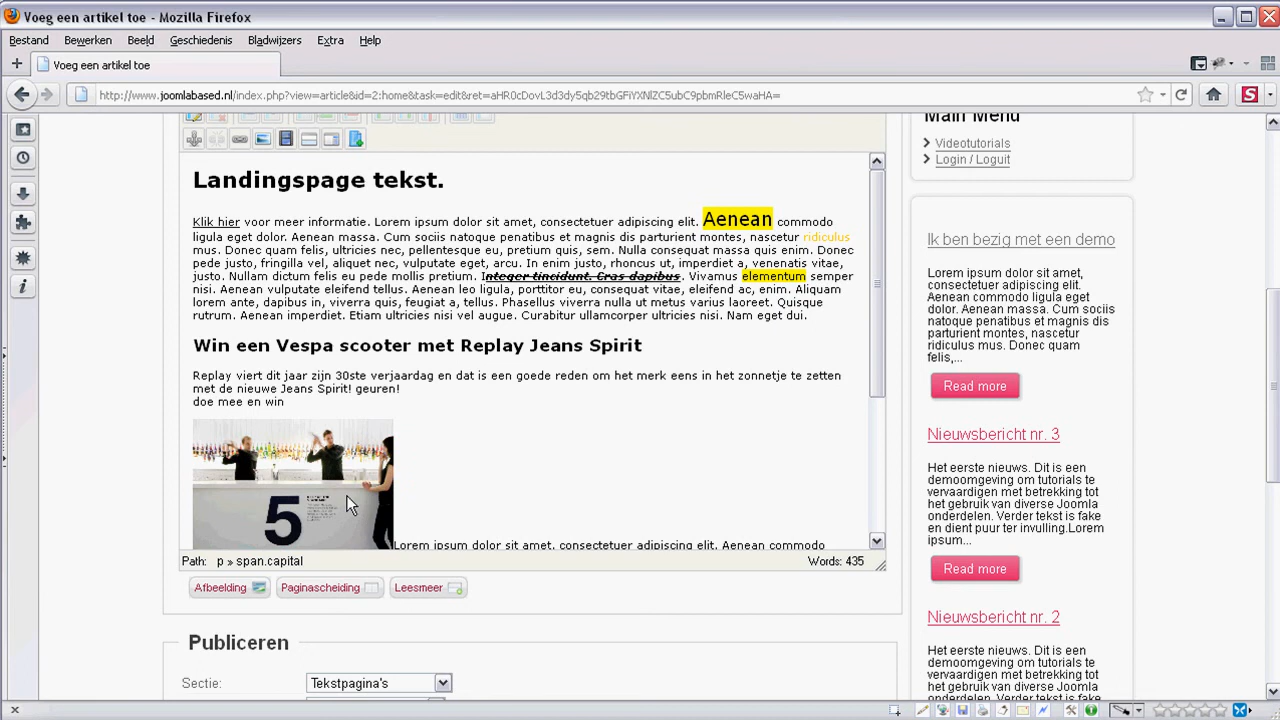 Voeg een artikel toe - Mozilla Firefox
Bestand Bewerken Beeld Geschiedenis Bladwijzers Extra Help
Voeg een artikel toe
Main Menu
Videotutorials
Login / Loguit
Landingspage tekst.
Klik hier voor meer informatie. Lorem ipsum dolor sit amet, consectetuer adipiscing elit. Aenean commodo
ligula eget dolor. Aenean massa. Cum sociis natoque penatibus et magnis dis parturient montes, nascetur ridiculus
mus. Donec quam felis, ultricies nec, pellentesque eu, pretium quis, sem. Nulla consequat massa quis enim. Donec
pede justo, fringilla vel, aliquet nec, vulputate eget, arcu. In enim justo, rhoncus ut, imperdiet a, venenatis vitae,
justo. Nullam dictum felis eu pede mollis pretium. Integer tincidunt. Cras dapibus. Vivamus elementum semper
nisi. Aenean vulputate eleifend tellus. Aenean leo ligula, porttitor eu, consequat vitae, eleifend ac, enim. Aliquam
lorem ante, dapibus in, viverra quis, feugiat a, tellus. Phasellus viverra nulla ut metus varius laoreet. Quisque
rutrum. Aenean imperdiet. Etiam ultricies nisi vel augue. Curabitur ullamcorper ultricies nisi. Nam eget dui.
Win een Vespa scooter met Replay Jeans Spirit
Replay viert dit jaar zijn 30ste verjaardag en dat is een goede reden om het merk eens in het zonnetje te zetten
met de nieuwe Jeans Spirit! geuren!
doe mee en win
5
Lorem ipsum dolor sit amet, consectetuer adipiscing elit. Aenean commodo
Path: p » span.capital
Words: 435
Afbeelding Paginascheiding Leesmeer
Publiceren
Sectie: Tekstpagina's
Ik ben bezig met een demo
Lorem ipsum dolor sit amet,
consectetuer adipiscing elit.
Aenean commodo ligula eget
dolor. Aenean massa. Cum sociis
natoque penatibus et magnis dis
parturient montes, nascetur
ridiculus mus. Donec quam
felis,...
Read more
Nieuwsbericht nr. 3
Het eerste nieuws. Dit is een
demoomgeving om tutorials te
vervaardigen met betrekking tot
het gebruik van diverse Joomla
onderdelen. Verder tekst is fake
en dient puur ter invulling.Lorem
ipsum...
Read more
Nieuwsbericht nr. 2
Het eerste nieuws. Dit is een
demoomgeving om tutorials te
vervaardigen met betrekking tot
het gebruik van diverse Joomla
onderdelen. Verder tekst is fake